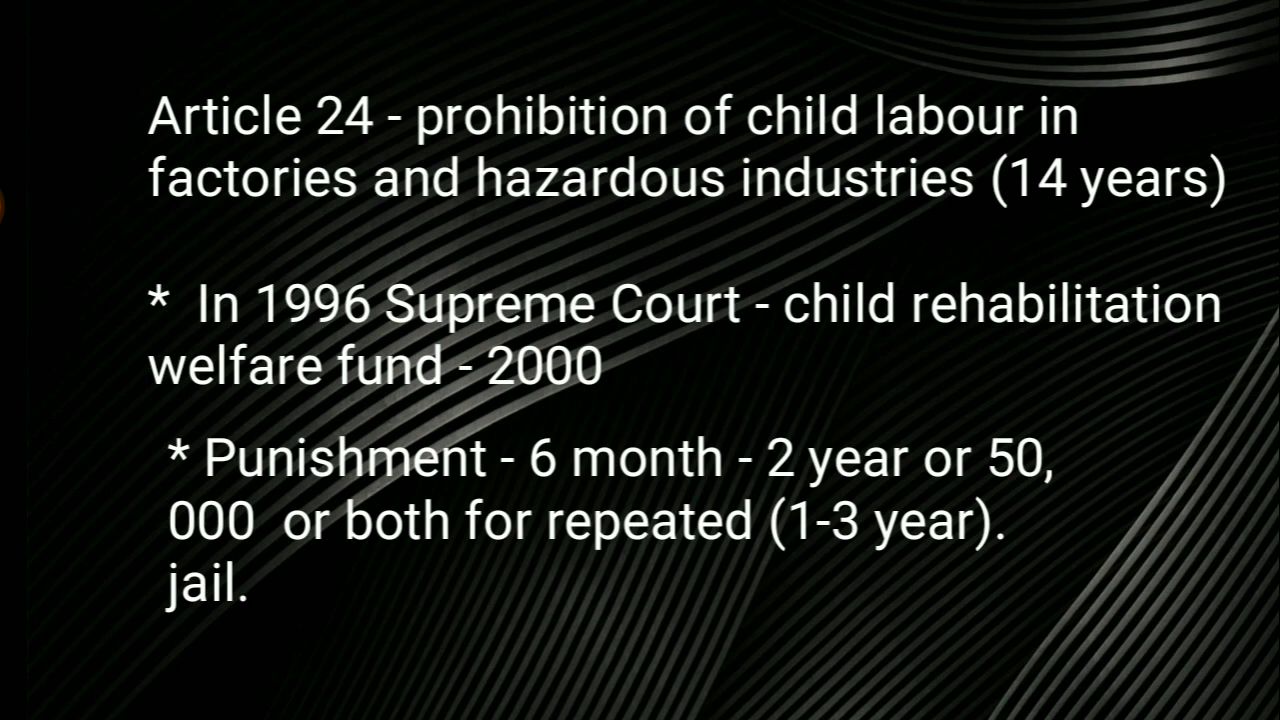 Article 24 - prohibition of child labour in
factories and hazardous industries (14 years)
*  In 1996 Supreme Court - child rehabilitation
welfare fund - 2000
* Punishment - 6 month - 2 year or 50,
000  or both for repeated (1-3 year).
jail.